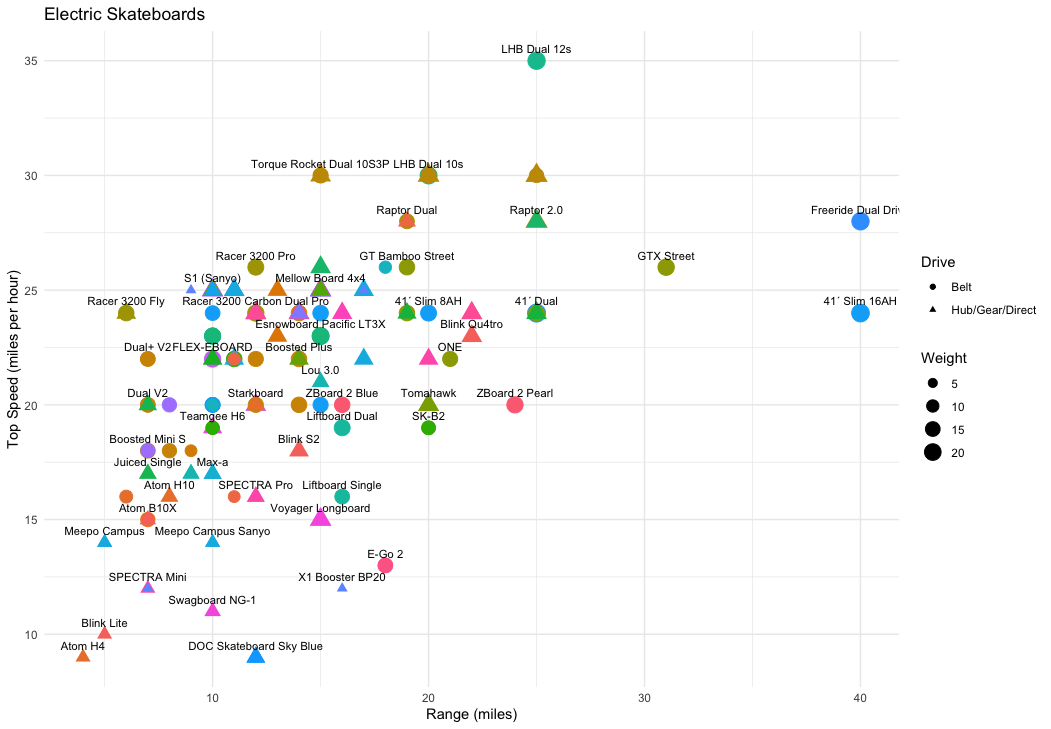 Electric Skateboards
LHB Dual 12s
35
Torque Rocket Dual 10S3P LHB Dual 10s
30
Raptor Dual
Raptor 2.0
Freeride Dual Driv
Racer 3200 Pro
GT Bamboo Street
GTX Street
S1 (Sanyo)
Mellow Board 4x4
25
Racer 3200 Fly
Racer 3200 Carbon Dual Pro
41´ Slim 8AH
41´ Dual
41´ Slim 16AH
Esnowboard Pacific LT3X
Blink Qu4tro
Dual+ V2
FLEX-EBOARD
Boosted Plus
ONE
Lou 3.0
Dual V2
Starkboard
ZBoard 2 Blue
Tomahawk
ZBoard 2 Pearl
20
Teamgee H6
Liftboard Dual
SK-B2
Boosted Mini S
Blink S2
Juiced Single
Max-a
Atom H10
SPECTRA Pro
Liftboard Single
Atom B10X
Voyager Longboard
15
Meepo Campus
Meepo Campus Sanyo
E-Go 2
SPECTRA Mini
X1 Booster BP20
Swagboard NG-1
Blink Lite
10
Atom H4
DOC Skateboard Sky Blue
10
20
30
40
Range (miles)
Top Speed (miles per hour)
Drive
Belt
Hub/Gear/Direct
Weight
5
10
15
20